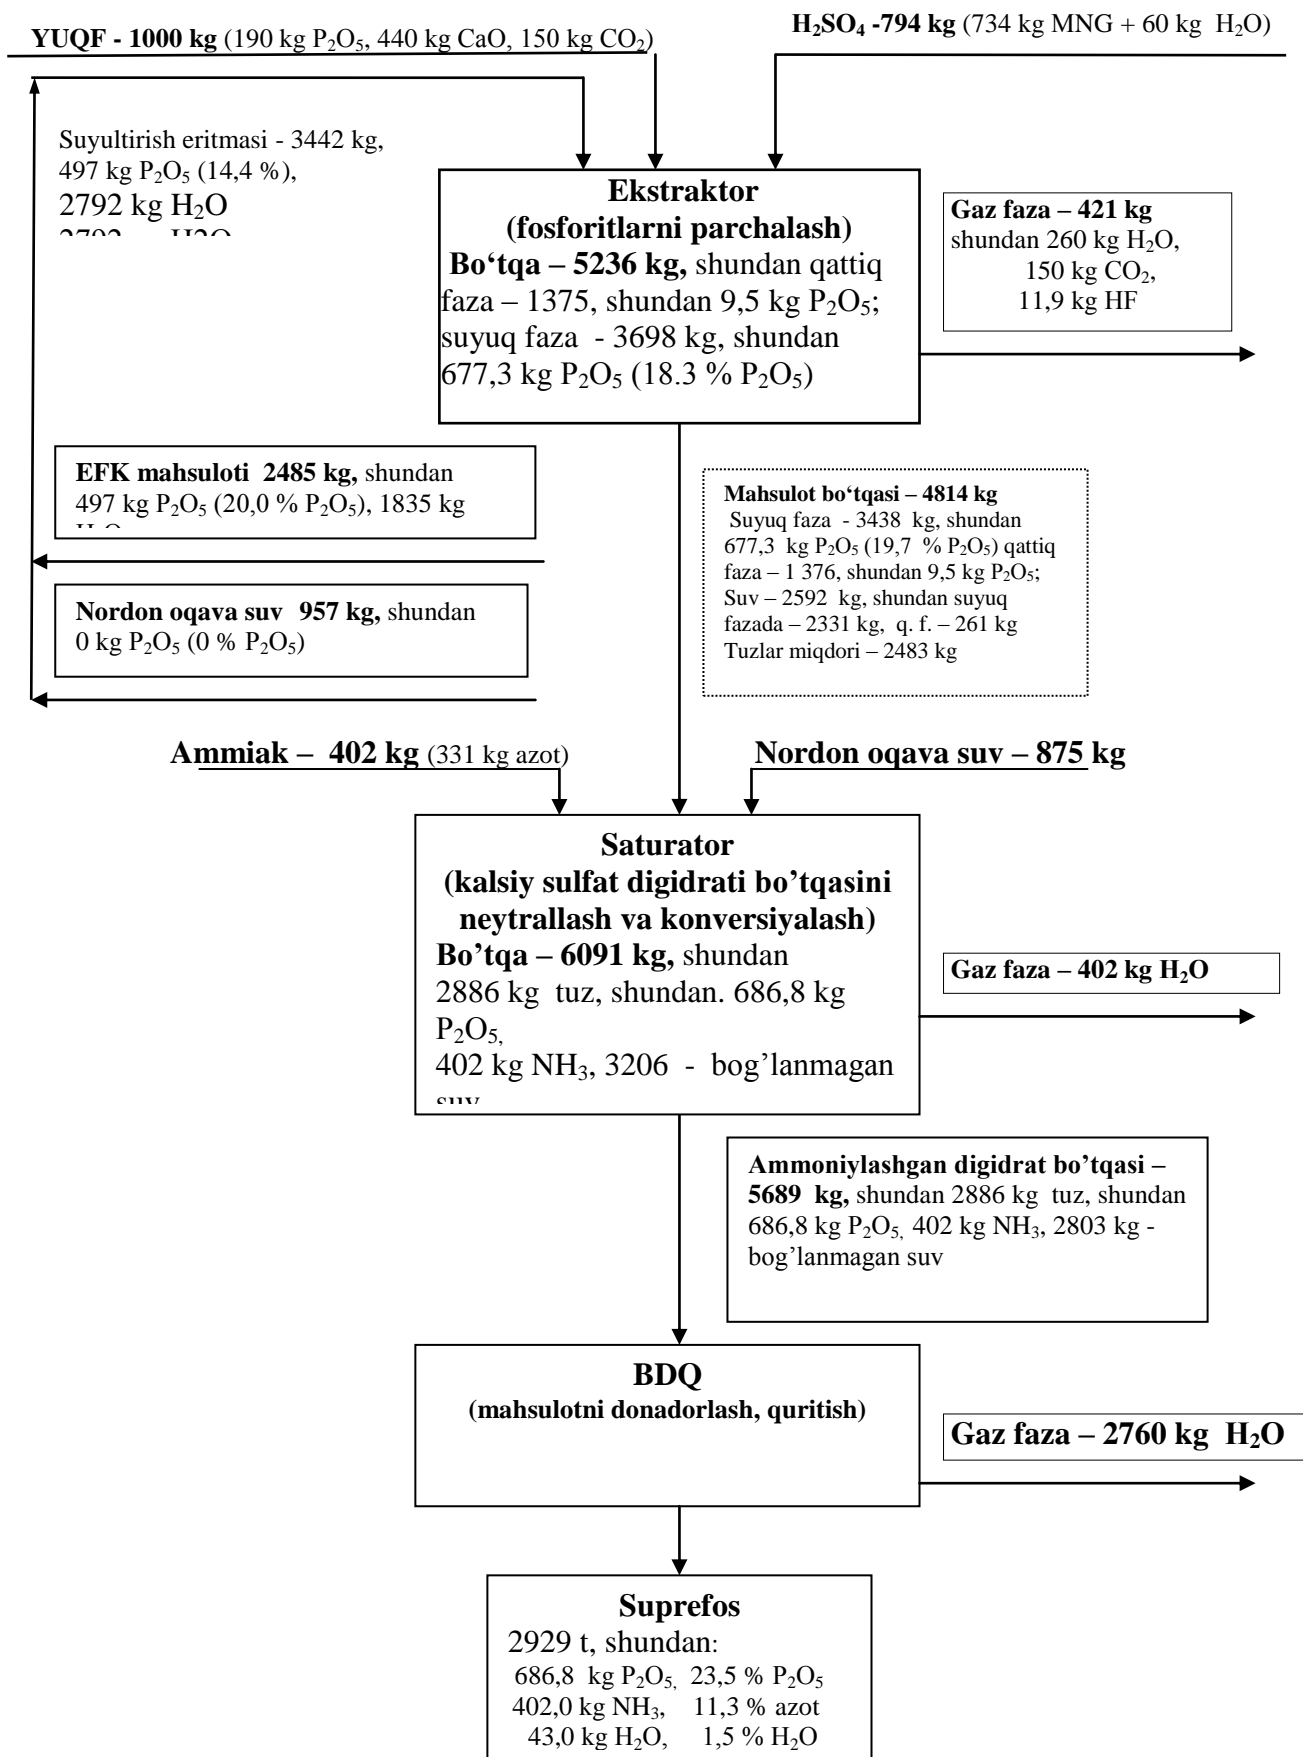 YUQF - 1000 kg (190 kg P₂O₅, 440 kg CaO, 150 kg CO₂)
H₂SO₄ -794 kg (734 kg MNG + 60 kg H₂O)
Suyultirish eritmasi - 3442 kg,
497 kg P₂O₅ (14,4 %),
2792 kg H₂O
Ekstraktor
(fosforitlarni parchalash)
Bo‘tqa – 5236 kg, shundan qattiq
faza – 1375, shundan 9,5 kg P₂O₅;
suyuq faza - 3698 kg, shundan
677,3 kg P₂O₅ (18.3 % P₂O₅)
Gaz faza – 421 kg
shundan 260 kg H₂O,
150 kg CO₂,
11,9 kg HF
EFK mahsuloti 2485 kg, shundan
497 kg P₂O₅ (20,0 % P₂O₅), 1835 kg
Nordon oqava suv 957 kg, shundan
0 kg P₂O₅ (0 % P₂O₅)
Mahsulot bo‘tqasi – 4814 kg
Suyuq faza - 3438 kg, shundan
677,3 kg P₂O₅ (19,7 % P₂O₅) qattiq
faza – 1 376, shundan 9,5 kg P₂O₅;
Suv – 2592 kg, shundan suyuq
fazada – 2331 kg, q. f. – 261 kg
Tuzlar miqdori – 2483 kg
Ammiak – 402 kg (331 kg azot)
Nordon oqava suv – 875 kg
Saturator
(kalsiy sulfat digidrati bo’tqasini
neytrallash va konversiyalash)
Bo’tqa – 6091 kg, shundan
2886 kg tuz, shundan. 686,8 kg
P₂O₅,
402 kg NH₃, 3206 - bog’lanmagan
Gaz faza – 402 kg H₂O
Ammoniylashgan digidrat bo’tqasi –
5689 kg, shundan 2886 kg tuz, shundan
686,8 kg P₂O₅, 402 kg NH₃, 2803 kg -
bog’lanmagan suv
BDQ
(mahsulotni donadorlash, quritish)
Gaz faza – 2760 kg H₂O
Suprefos
2929 t, shundan:
686,8 kg P₂O₅, 23,5 % P₂O₅
402,0 kg NH₃, 11,3 % azot
43,0 kg H₂O, 1,5 % H₂O